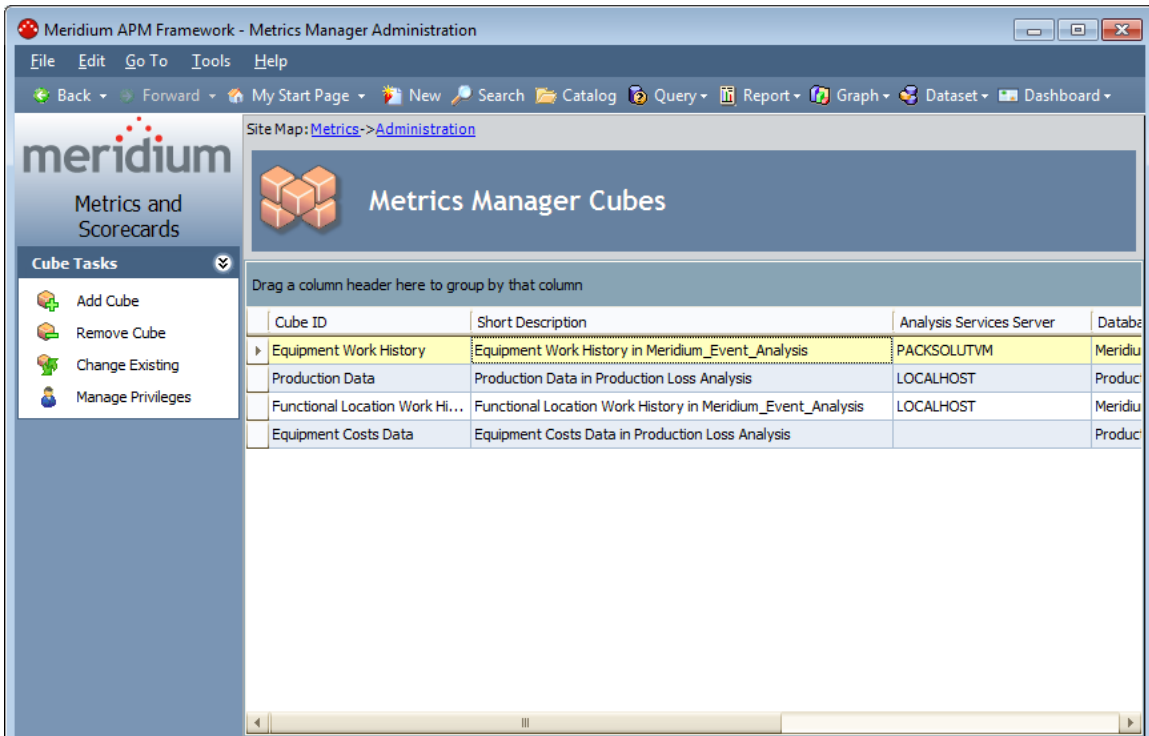 Meridium APM Framework - Metrics Manager Administration
File Edit Go To Tools Help
Back Forward My Start Page New Search Catalog Query Report Graph Dataset Dashboard
meridium
Metrics and
Scorecards
Cube Tasks
Add Cube
Remove Cube
Change Existing
Manage Privileges
Site Map: Metrics->Administration
Metrics Manager Cubes
Drag a column header here to group by that column
Cube ID Short Description Analysis Services Server Databa
Equipment Work History Equipment Work History in Meridium_Event_Analysis PACKSOLUTVM Meridiu
Production Data Production Data in Production Loss Analysis LOCALHOST Produc
Functional Location Work Hi... Functional Location Work History in Meridium_Event_Analysis LOCALHOST Meridiu
Equipment Costs Data Equipment Costs Data in Production Loss Analysis Produc